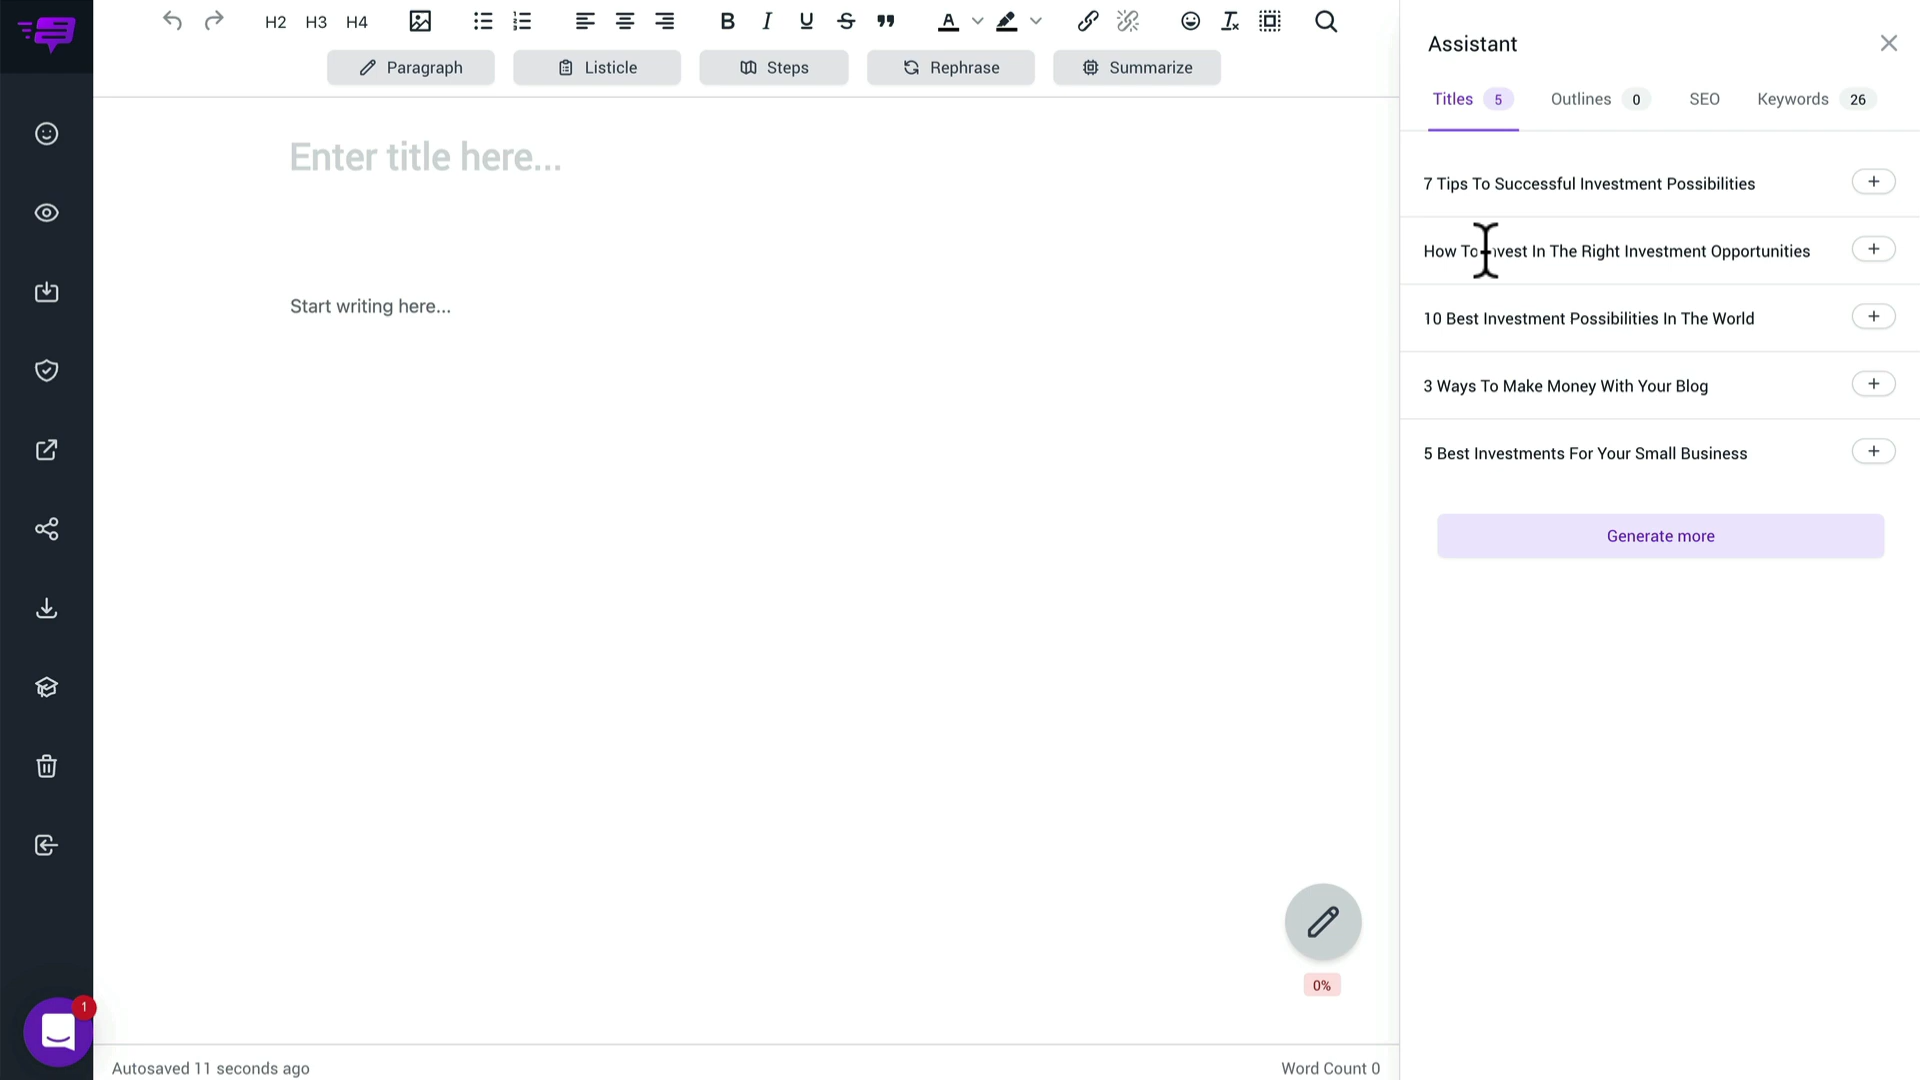 H2 H3 H4 B I U S A
Paragraph Listicle Steps Rephrase Summarize
Enter title here...
Start writing here...
0%
1
Autosaved 11 seconds ago
Word Count 0
Assistant
Titles 5 Outlines 0 SEO Keywords 26
7 Tips To Successful Investment Possibilities
How To Invest In The Right Investment Opportunities
10 Best Investment Possibilities In The World
3 Ways To Make Money With Your Blog
5 Best Investments For Your Small Business
Generate more